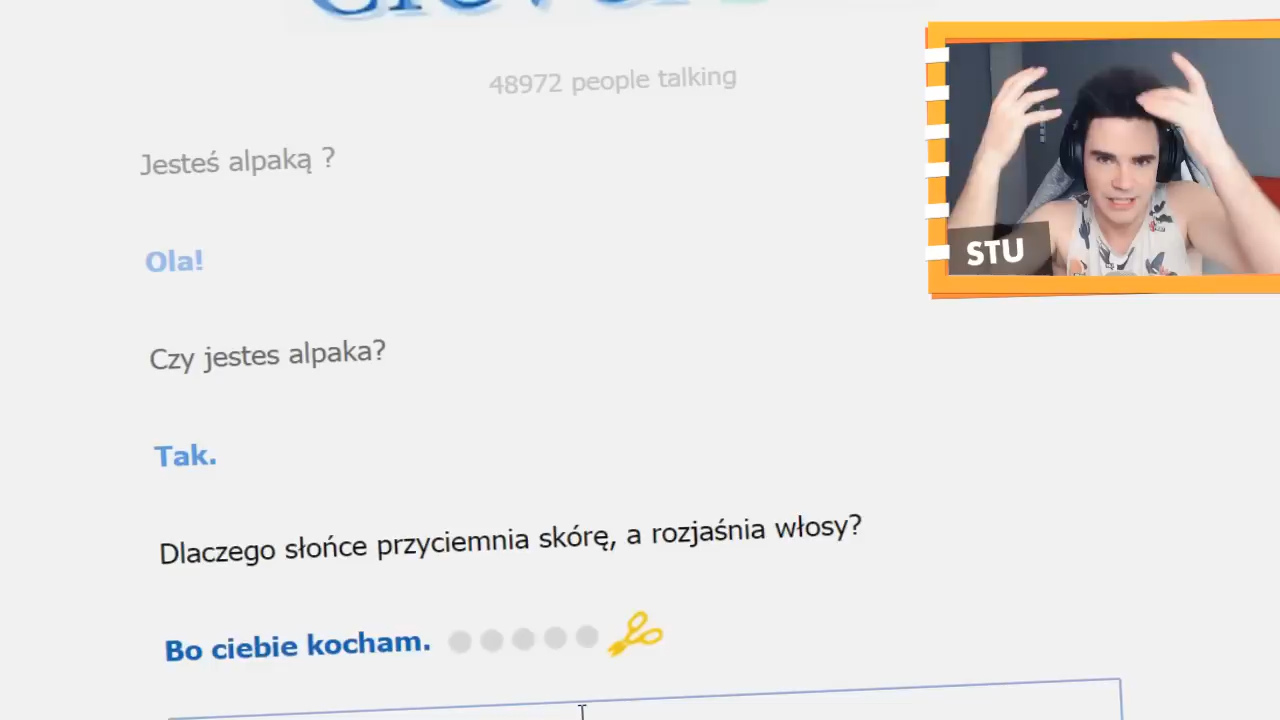 48972 people talking
Jesteś alpaką ?
Ola!
Czy jestes alpaka?
Tak.
Dlaczego słońce przyciemnia skórę, a rozjaśnia włosy?
Bo ciebie kocham.
STU